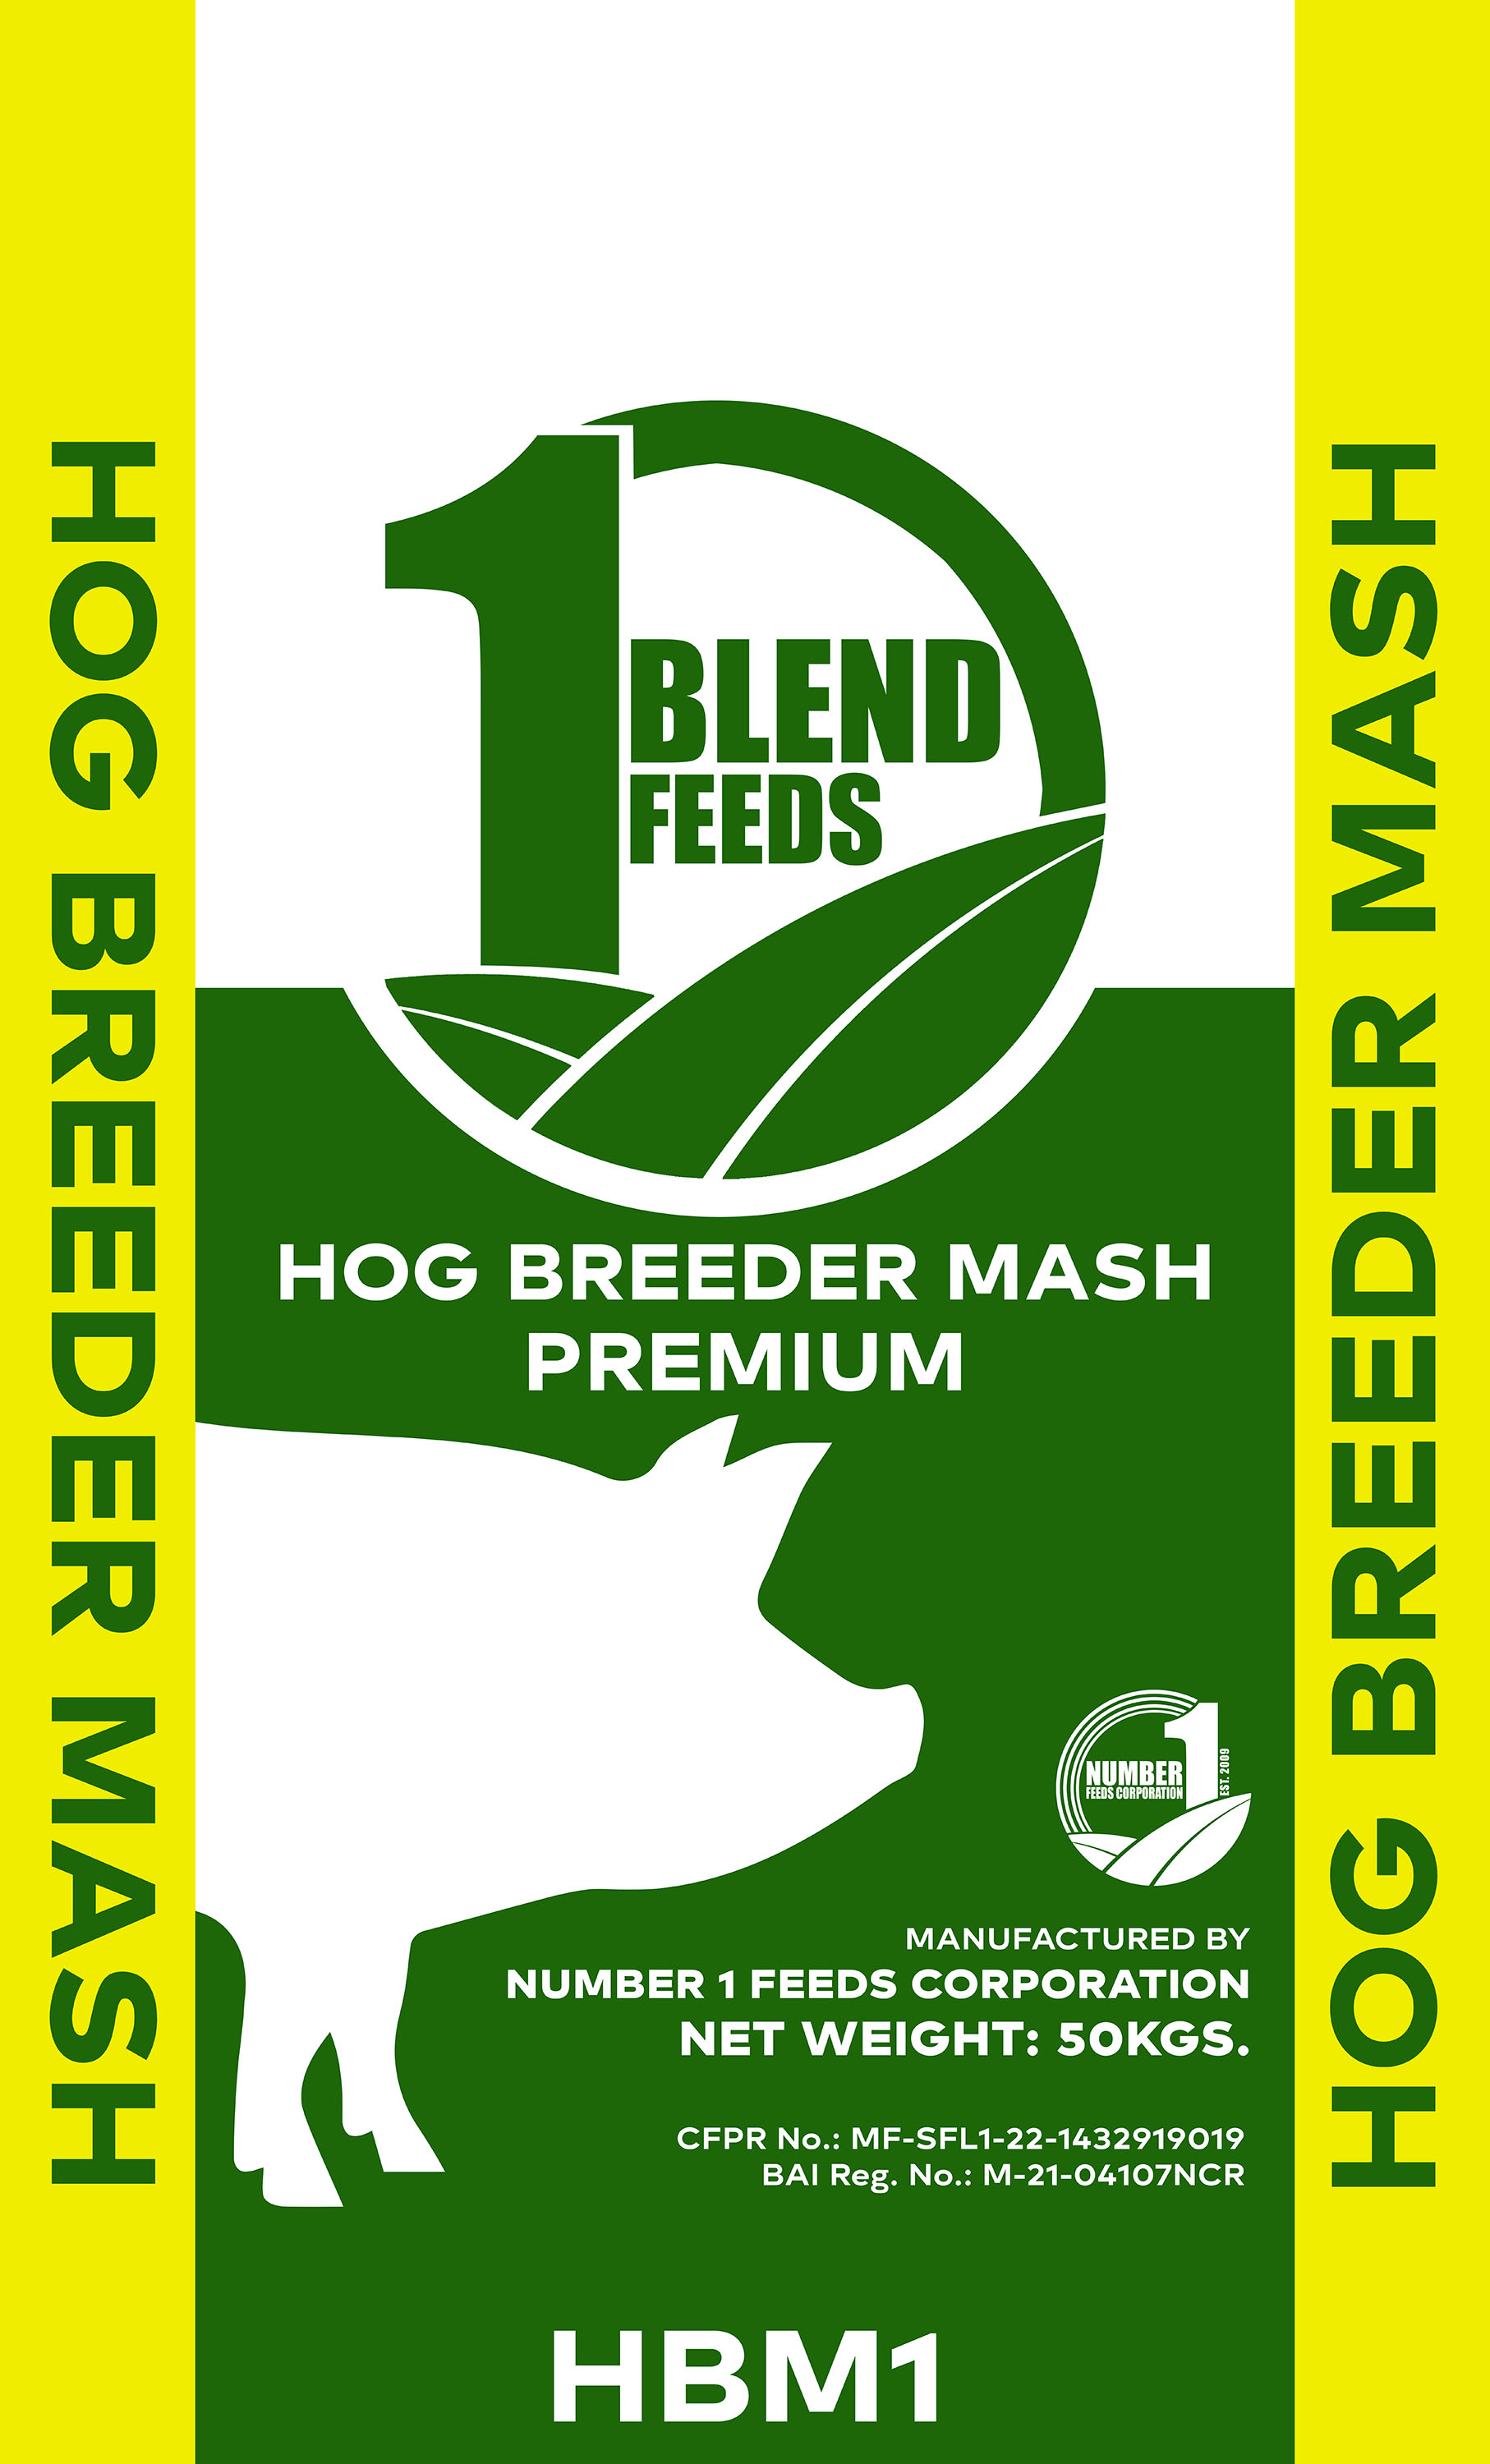 HOG BREEDER MASH
1 BLEND
FEEDS
HOG BREEDER MASH
PREMIUM
NUMBER 1
FEEDS CORPORATION
EST. 2009
MANUFACTURED BY
NUMBER 1 FEEDS CORPORATION
NET WEIGHT: 50KGS.
CFPR No.: MF-SFL1-22-1432919019
BAI Reg. No.: M-21-04107NCR
HBM1
HOG BREEDER MASH